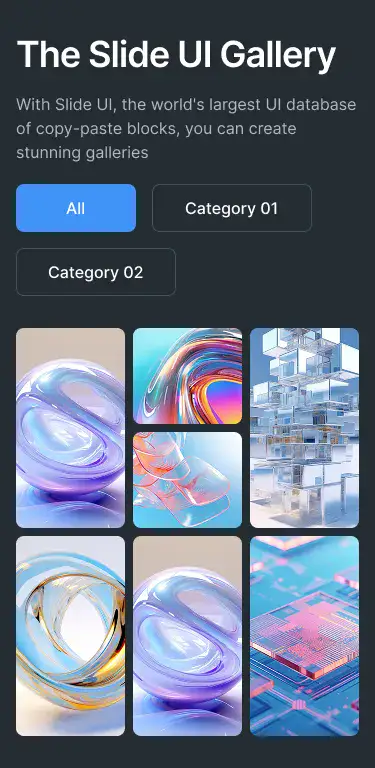 The Slide UI Gallery
With Slide UI, the world's largest UI database
of copy-paste blocks, you can create
stunning galleries
All
Category 01
Category 02